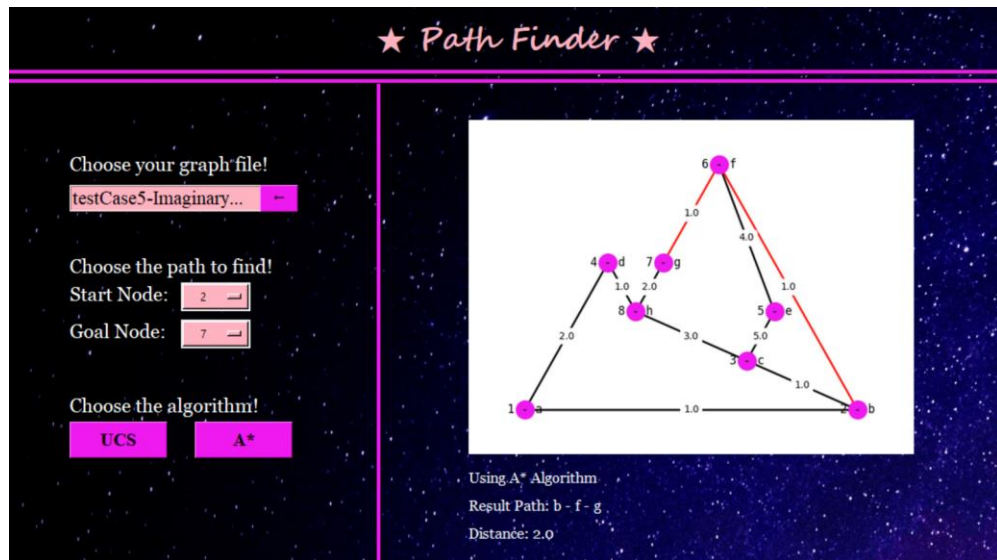 ★ Path Finder ★
Choose your graph file!
testCase5-Imaginary...
Choose the path to find!
Start Node: 2
Goal Node: 7
Choose the algorithm!
UCS A*
6 - f
1.0
4.0
4 - d
7 - g
1.0
2.0
1.0
8 - h
5 - e
2.0
3.0
5.0
3 - c
1.0
1 - a
1.0
2 - b
Using A* Algorithm
Result Path: b - f - g
Distance: 2.0